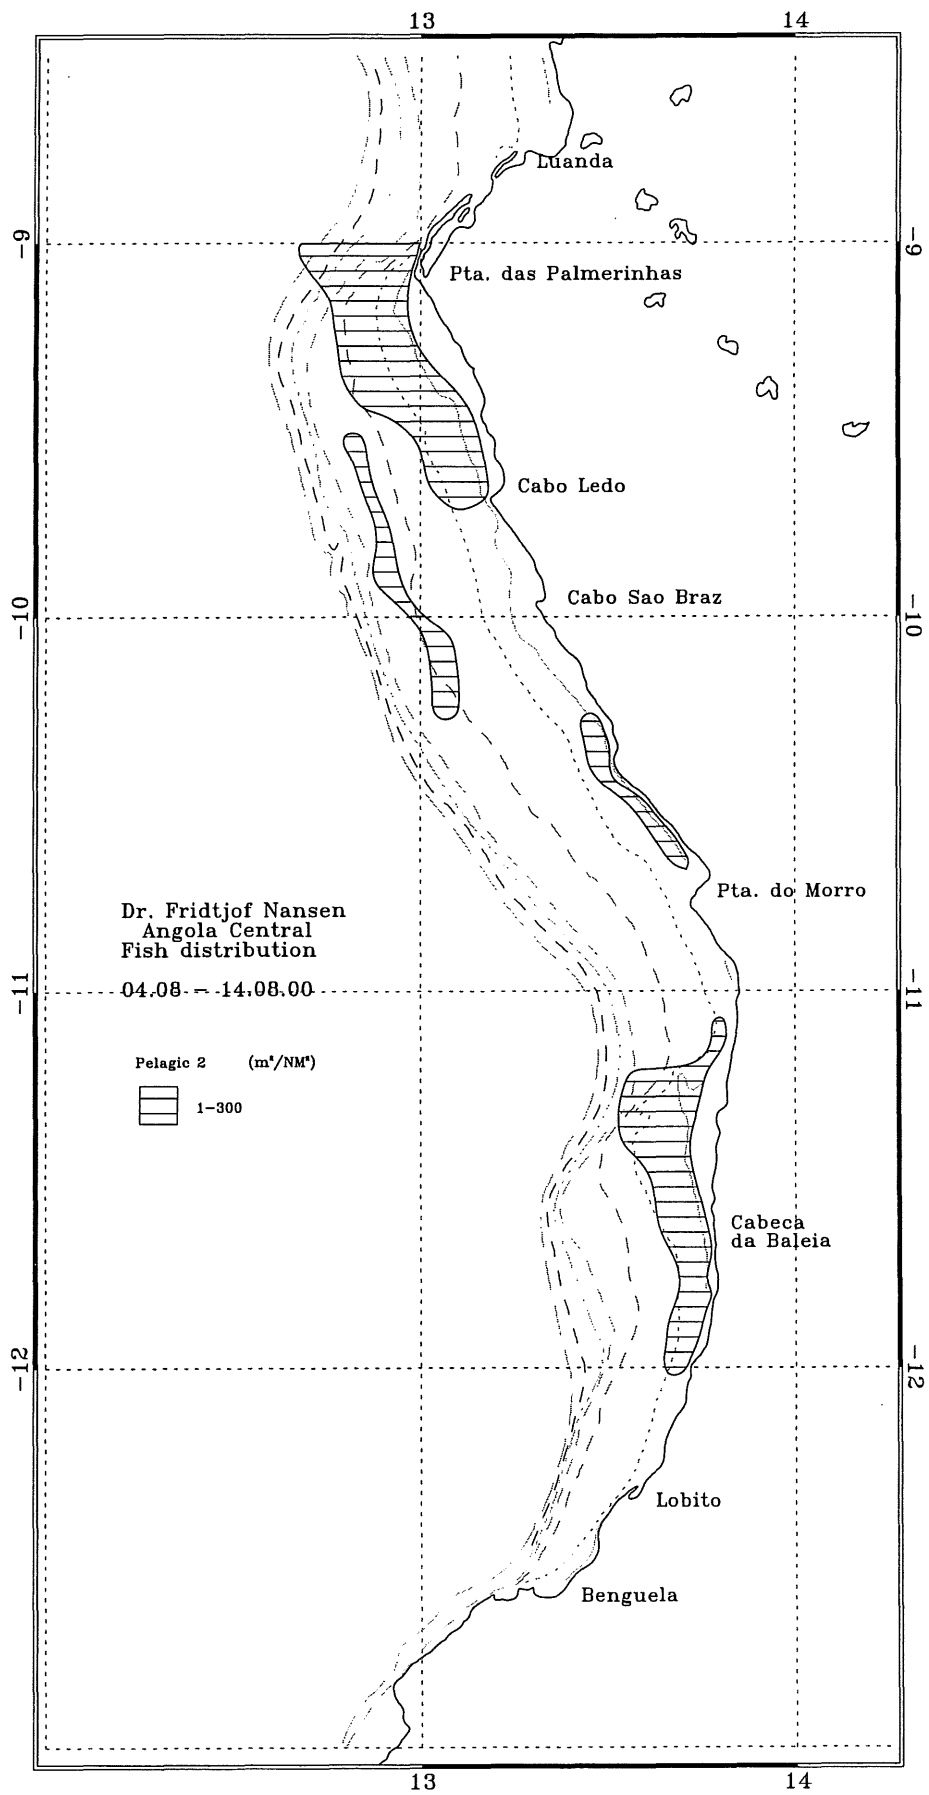 13 14
Luanda
-9 -9
Pta. das Palmerinhas
Cabo Ledo
Cabo Sao Braz
-10 -10
Pta. do Morro
Dr. Fridtjof Nansen
Angola Central
Fish distribution
04.08 - 14.08.00
-11 -11
Pelagic 2 (m²/NM²)
1-300
Cabeca
da Baleia
-12 -12
Lobito
Benguela
13 14